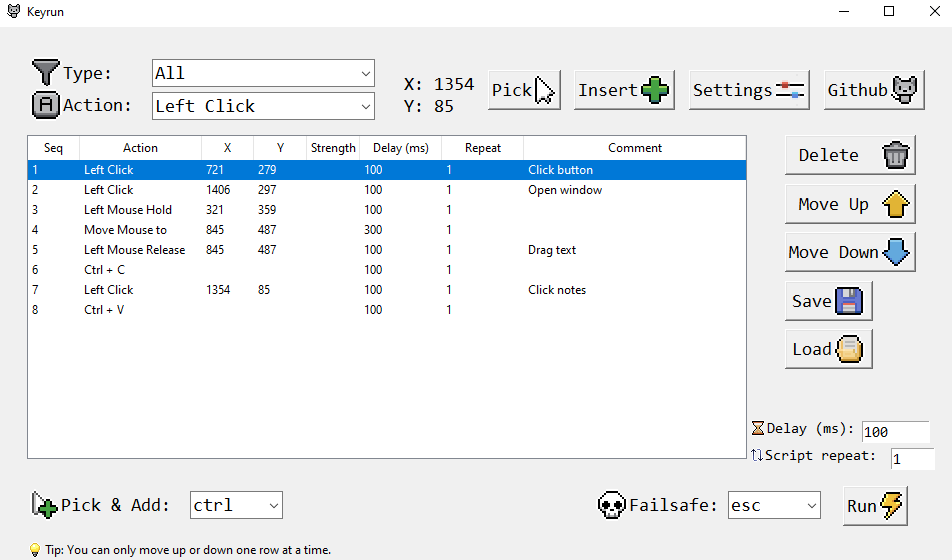 Keyrun
Type: All
Action: Left Click
X: 1354
Y: 85
Pick
Insert
Settings
Github
Seq Action X Y Strength Delay (ms) Repeat Comment
1 Left Click 721 279 100 1 Click button
2 Left Click 1406 297 100 1 Open window
3 Left Mouse Hold 321 359 100 1
4 Move Mouse to 845 487 300 1
5 Left Mouse Release 845 487 100 1 Drag text
6 Ctrl + C 100 1
7 Left Click 1354 85 100 1 Click notes
8 Ctrl + V 100 1
Delete
Move Up
Move Down
Save
Load
Delay (ms): 100
Script repeat: 1
Pick & Add: ctrl
Failsafe: esc
Run
Tip: You can only move up or down one row at a time.